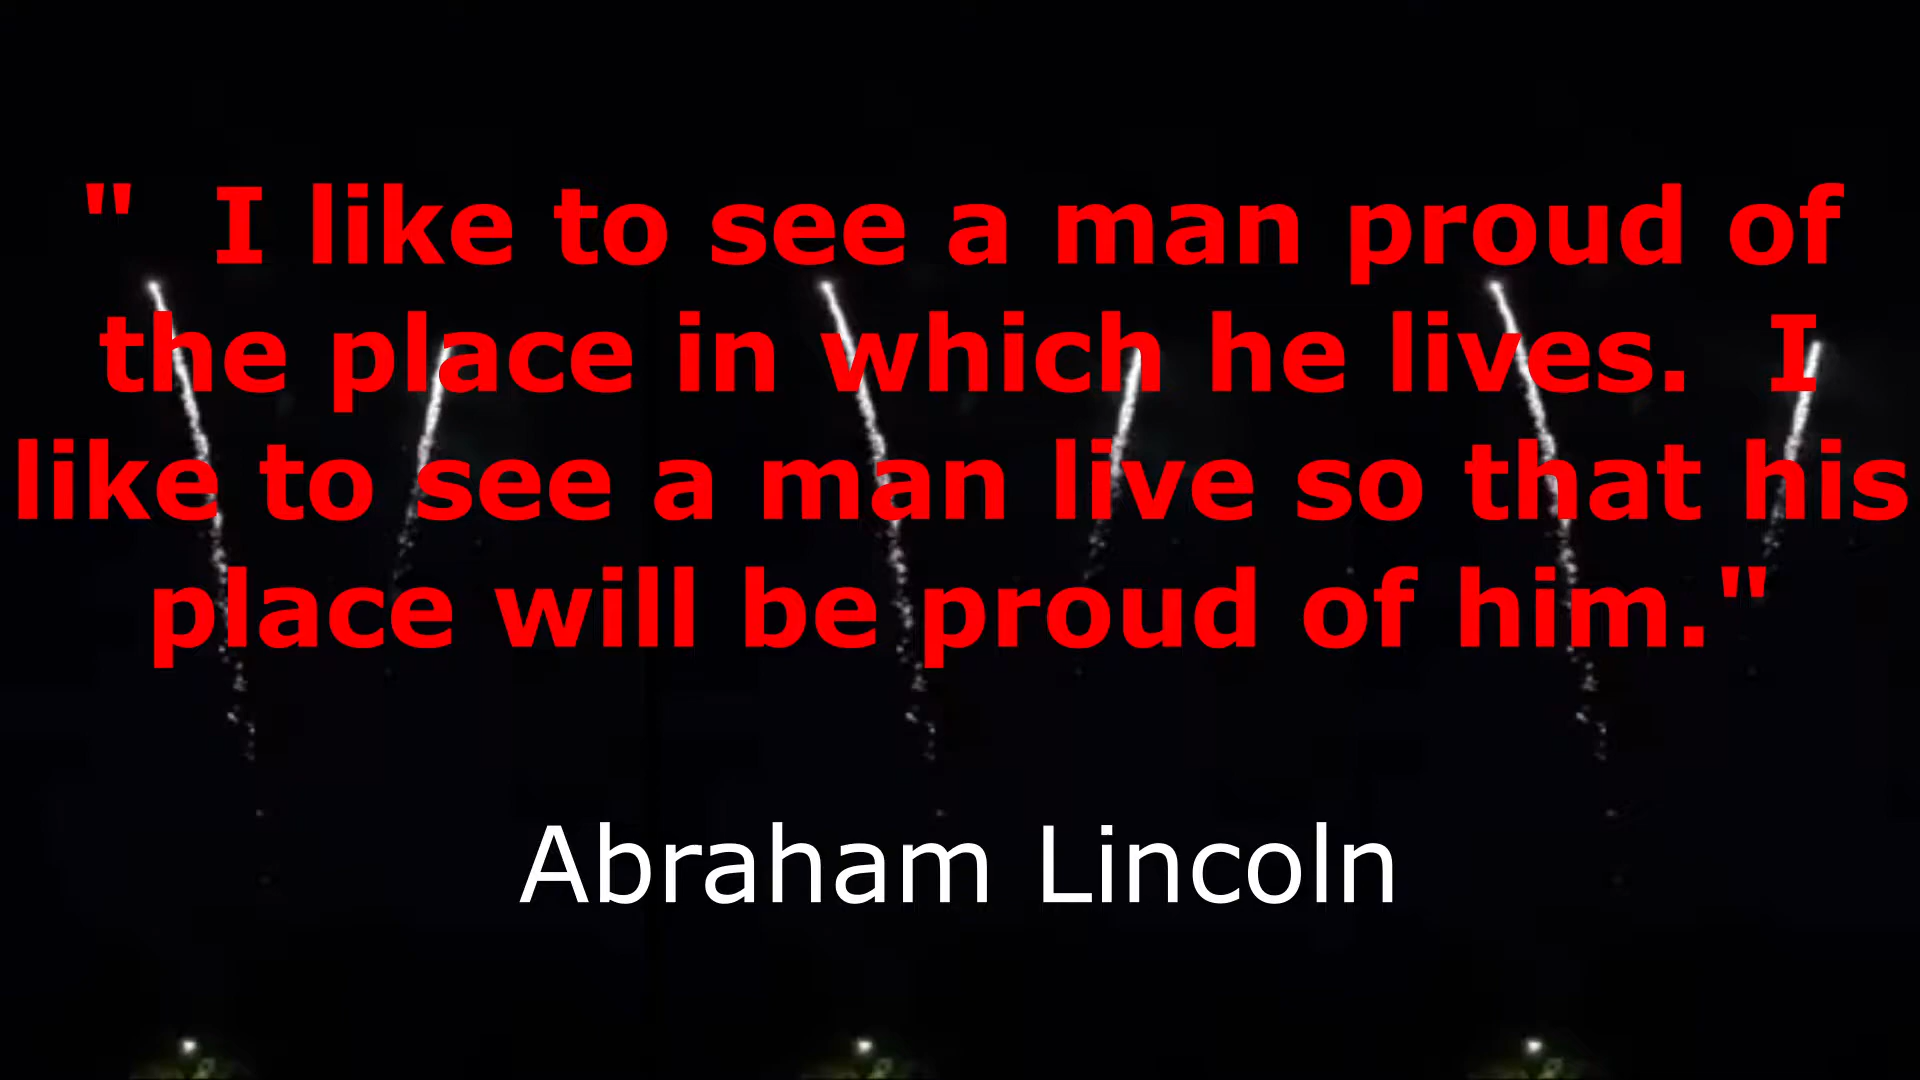 "  I like to see a man proud of
the place in which he lives.  I
like to see a man live so that his
place will be proud of him."
Abraham Lincoln